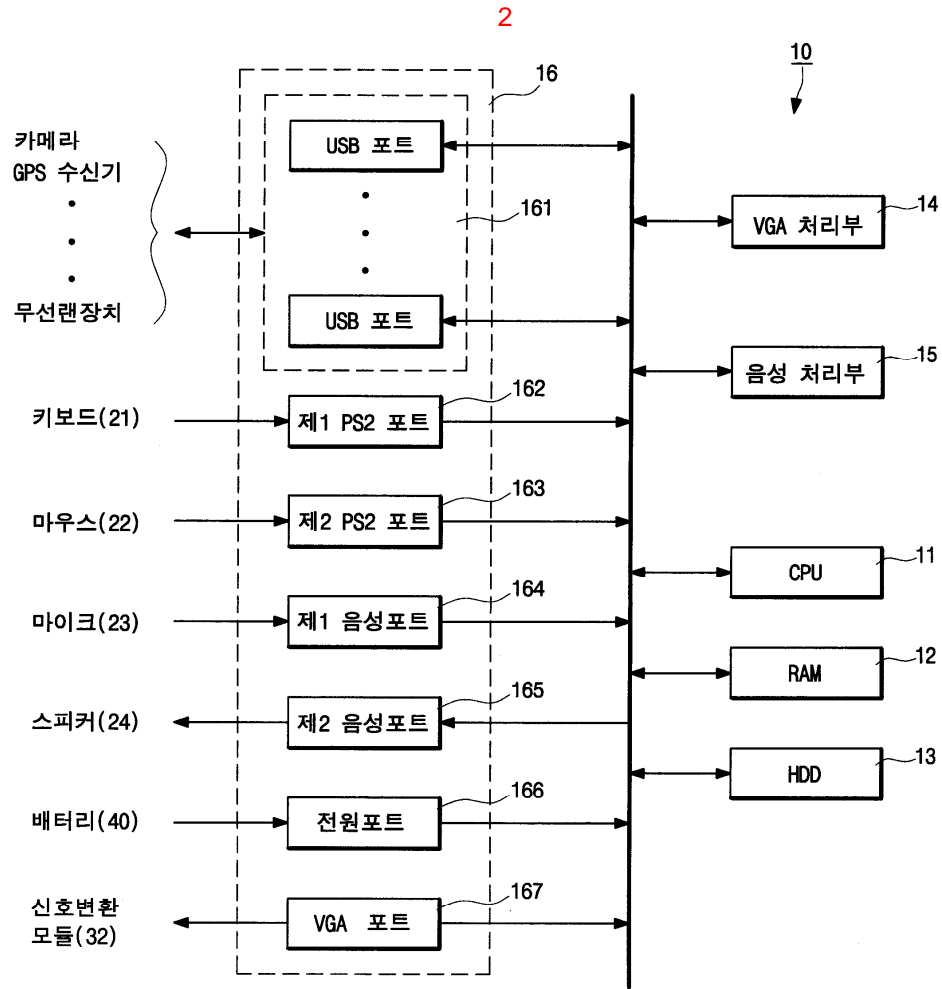 2
10
16
카메라
GPS 수신기
USB 포트
161
14
VGA 처리부
무선랜장치
USB 포트
15
음성 처리부
키보드(21)
제1 PS2 포트
162
마우스(22)
제2 PS2 포트
163
11
CPU
마이크(23)
제1 음성포트
164
12
RAM
스피커(24)
제2 음성포트
165
13
HDD
배터리(40)
전원포트
166
신호변환
모듈(32)
VGA 포트
167